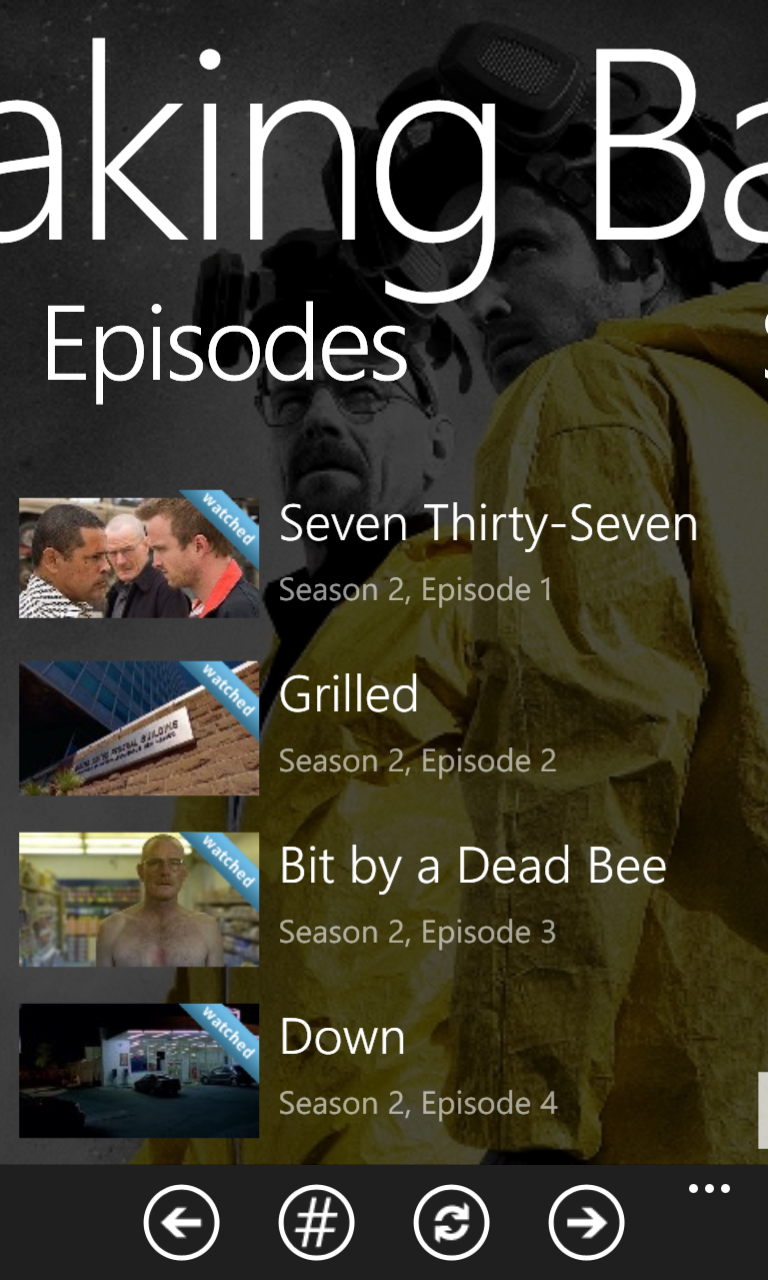 aking Ba
Episodes
watched
Seven Thirty-Seven
Season 2, Episode 1
watched
Grilled
Season 2, Episode 2
watched
Bit by a Dead Bee
Season 2, Episode 3
watched
Down
Season 2, Episode 4
#